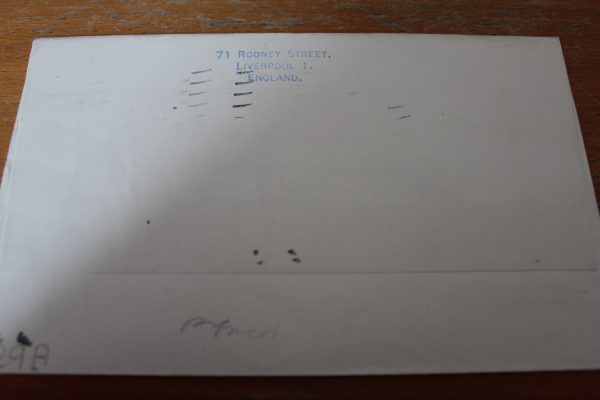 71 RODNEY STREET,
LIVERPOOL 1.
ENGLAND.